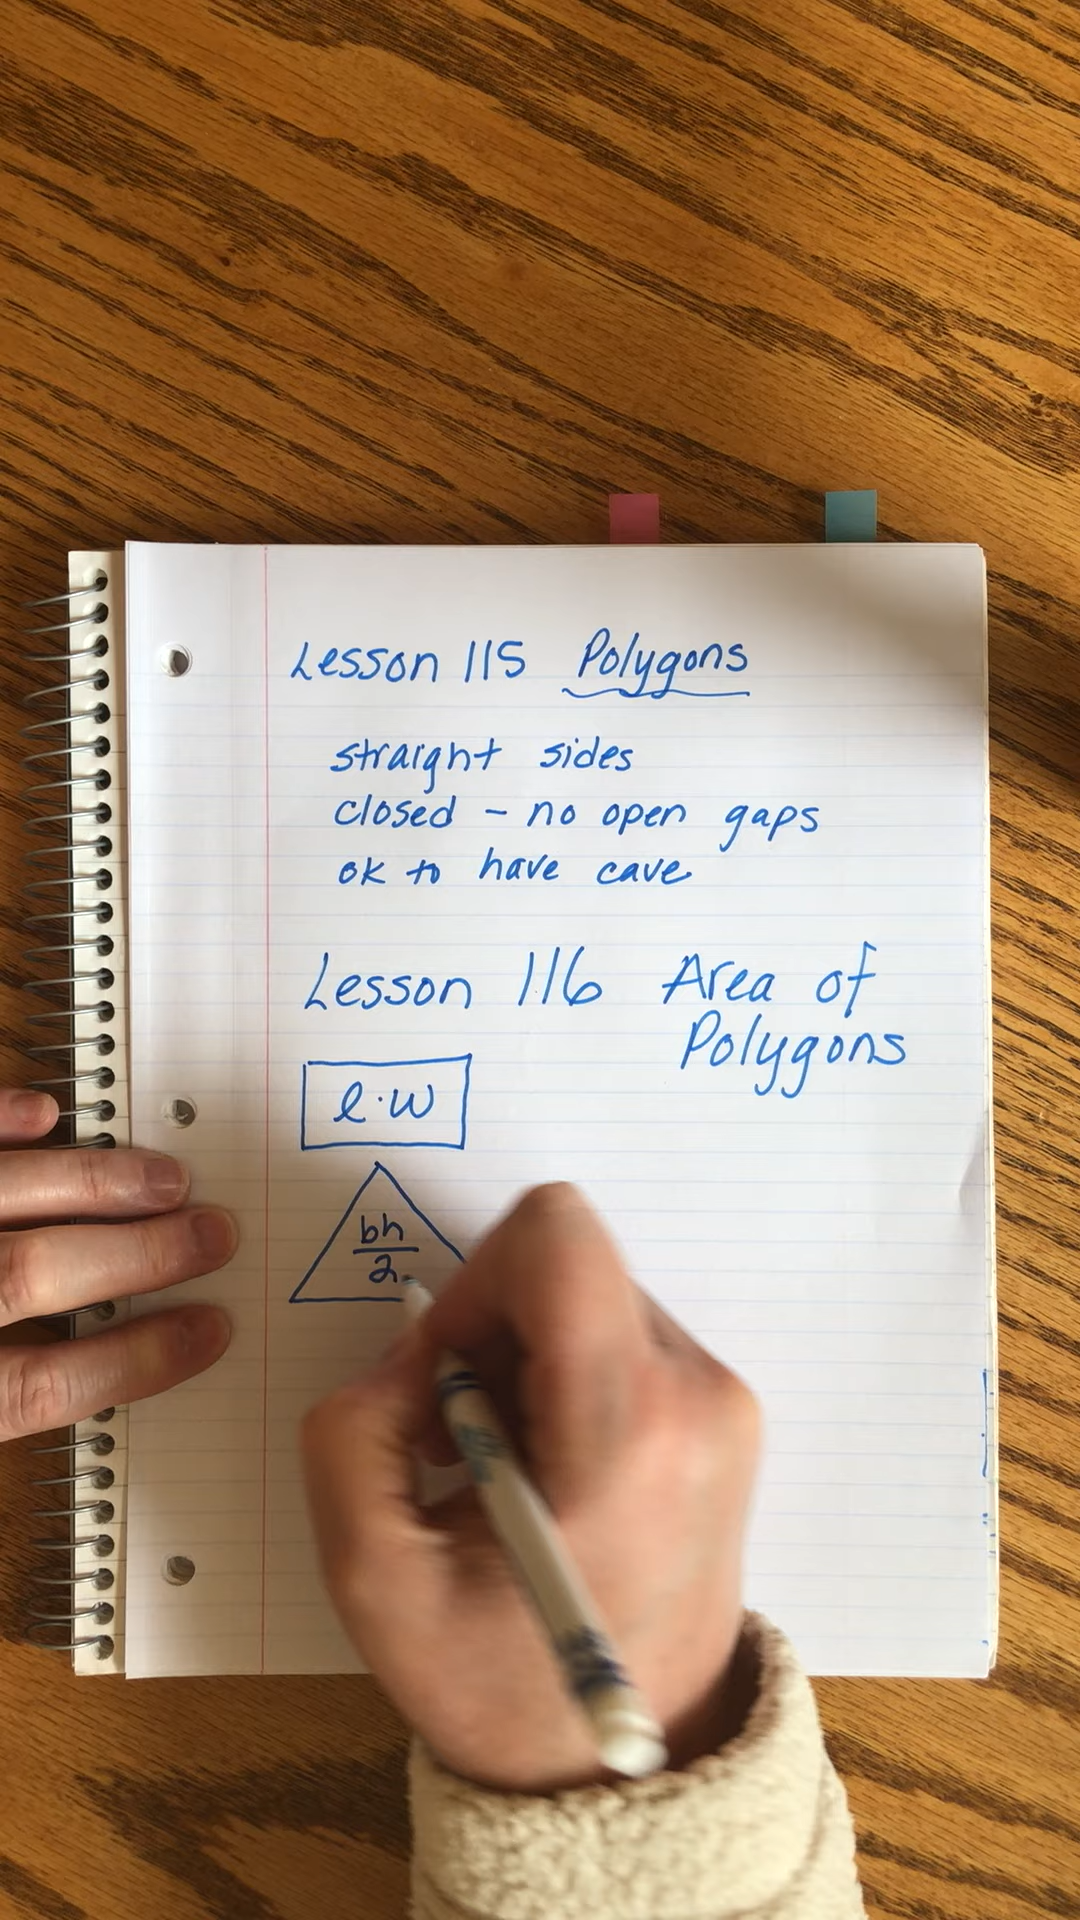 Lesson 115 Polygons
straight sides
closed - no open gaps
ok to have cave
Lesson 116 Area of
Polygons
l·w
bh
2